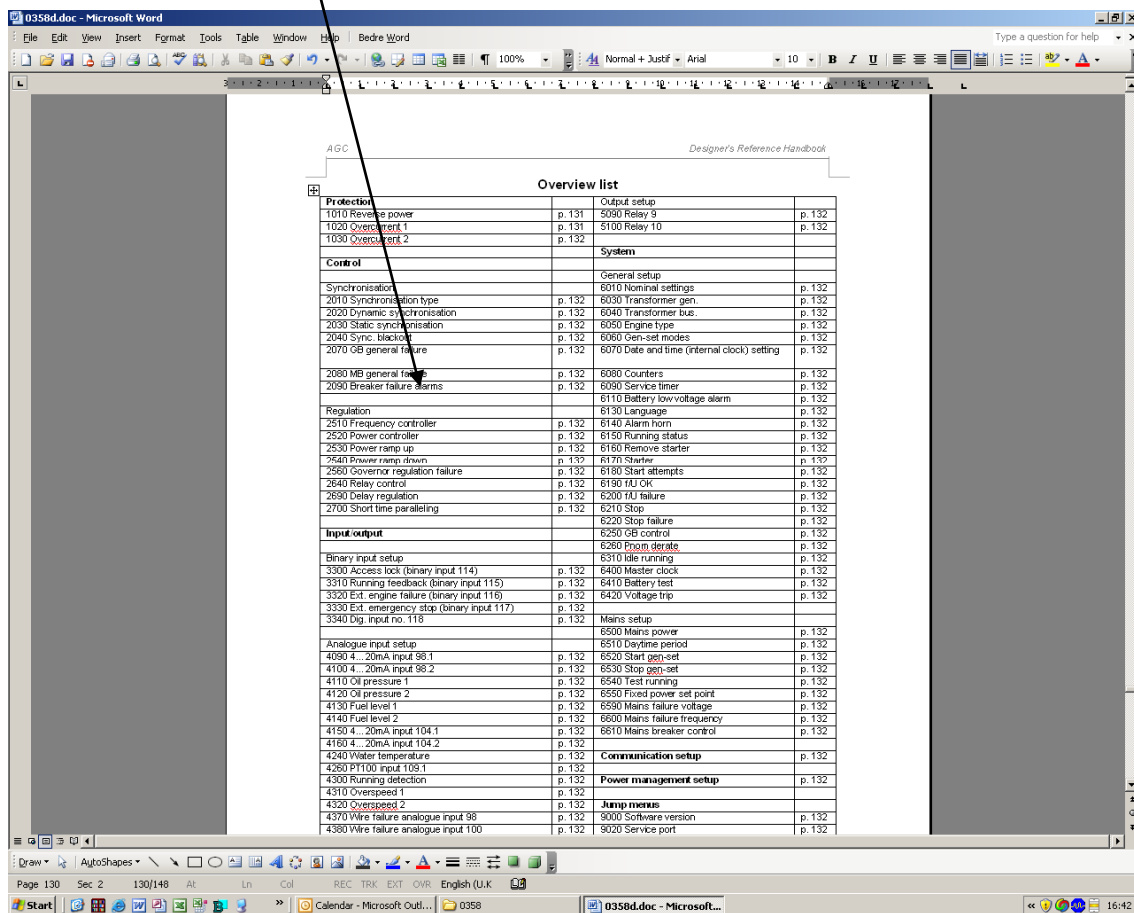 0358d.doc - Microsoft Word
File Edit View Insert Format Tools Table Window Help Bedre Word Type a question for help
100% Normal + Justif Arial 10 B I U
AGC Designer's Reference Handbook
Overview list
Protection Output setup
1010 Reverse power p. 131 5090 Relay 9 p. 132
1020 Overcurrent 1 p. 131 5100 Relay 10 p. 132
1030 Overcurrent 2 p. 132
System
Control
General setup
Synchronisation 6010 Nominal settings p. 132
2010 Synchronisation type p. 132 6030 Transformer gen. p. 132
2020 Dynamic synchronisation p. 132 6040 Transformer bus. p. 132
2030 Static synchronisation p. 132 6050 Engine type p. 132
2040 Sync. blackout p. 132 6060 Gen-set modes p. 132
2070 GB general failure p. 132 6070 Date and time (internal clock) setting p. 132
2080 MB general failure p. 132 6080 Counters p. 132
2090 Breaker failure alarms p. 132 6090 Service timer p. 132
6110 Battery low voltage alarm p. 132
Regulation 6130 Language p. 132
2510 Frequency controller p. 132 6140 Alarm horn p. 132
2520 Power controller p. 132 6150 Running status p. 132
2530 Power ramp up p. 132 6160 Remove starter p. 132
2540 Power ramp down p. 132 6170 Starter p. 132
2560 Governor regulation failure p. 132 6180 Start attempts p. 132
2640 Relay control p. 132 6190 f/U OK p. 132
2690 Delay regulation p. 132 6200 f/U failure p. 132
2700 Short time paralleling p. 132 6210 Stop p. 132
6220 Stop failure p. 132
Input/output 6250 GB control p. 132
6260 Pnom derate p. 132
Binary input setup 6310 Idle running p. 132
3300 Access lock (binary input 114) p. 132 6400 Master clock p. 132
3310 Running feedback (binary input 115) p. 132 6410 Battery test p. 132
3320 Ext. engine failure (binary input 116) p. 132 6420 Voltage trip p. 132
3330 Ext. emergency stop (binary input 117) p. 132
3340 Dig. input no. 118 p. 132 Mains setup
6500 Mains power p. 132
Analogue input setup 6510 Daytime period p. 132
4090 4...20mA input 98.1 p. 132 6520 Start gen-set p. 132
4100 4...20mA input 98.2 p. 132 6530 Stop gen-set p. 132
4110 Oil pressure 1 p. 132 6540 Test running p. 132
4120 Oil pressure 2 p. 132 6550 Fixed power set point p. 132
4130 Fuel level 1 p. 132 6590 Mains failure voltage p. 132
4140 Fuel level 2 p. 132 6600 Mains failure frequency p. 132
4150 4...20mA input 104.1 p. 132 6610 Mains breaker control p. 132
4160 4...20mA input 104.2 p. 132
4240 Water temperature p. 132 Communication setup p. 132
4260 PT100 input 109.1 p. 132
4300 Running detection p. 132 Power management setup p. 132
4310 Overspeed 1 p. 132
4320 Overspeed 2 p. 132 Jump menus
4370 Wire failure analogue input 98 p. 132 9000 Software version p. 132
4380 Wire failure analogue input 100 p. 132 9020 Service port p. 132
Draw AutoShapes
Page 130 Sec 2 130/148 At Ln Col REC TRK EXT OVR English (U.K
Start Calendar - Microsoft Outl... 0358 0358d.doc - Microsoft... 16:42